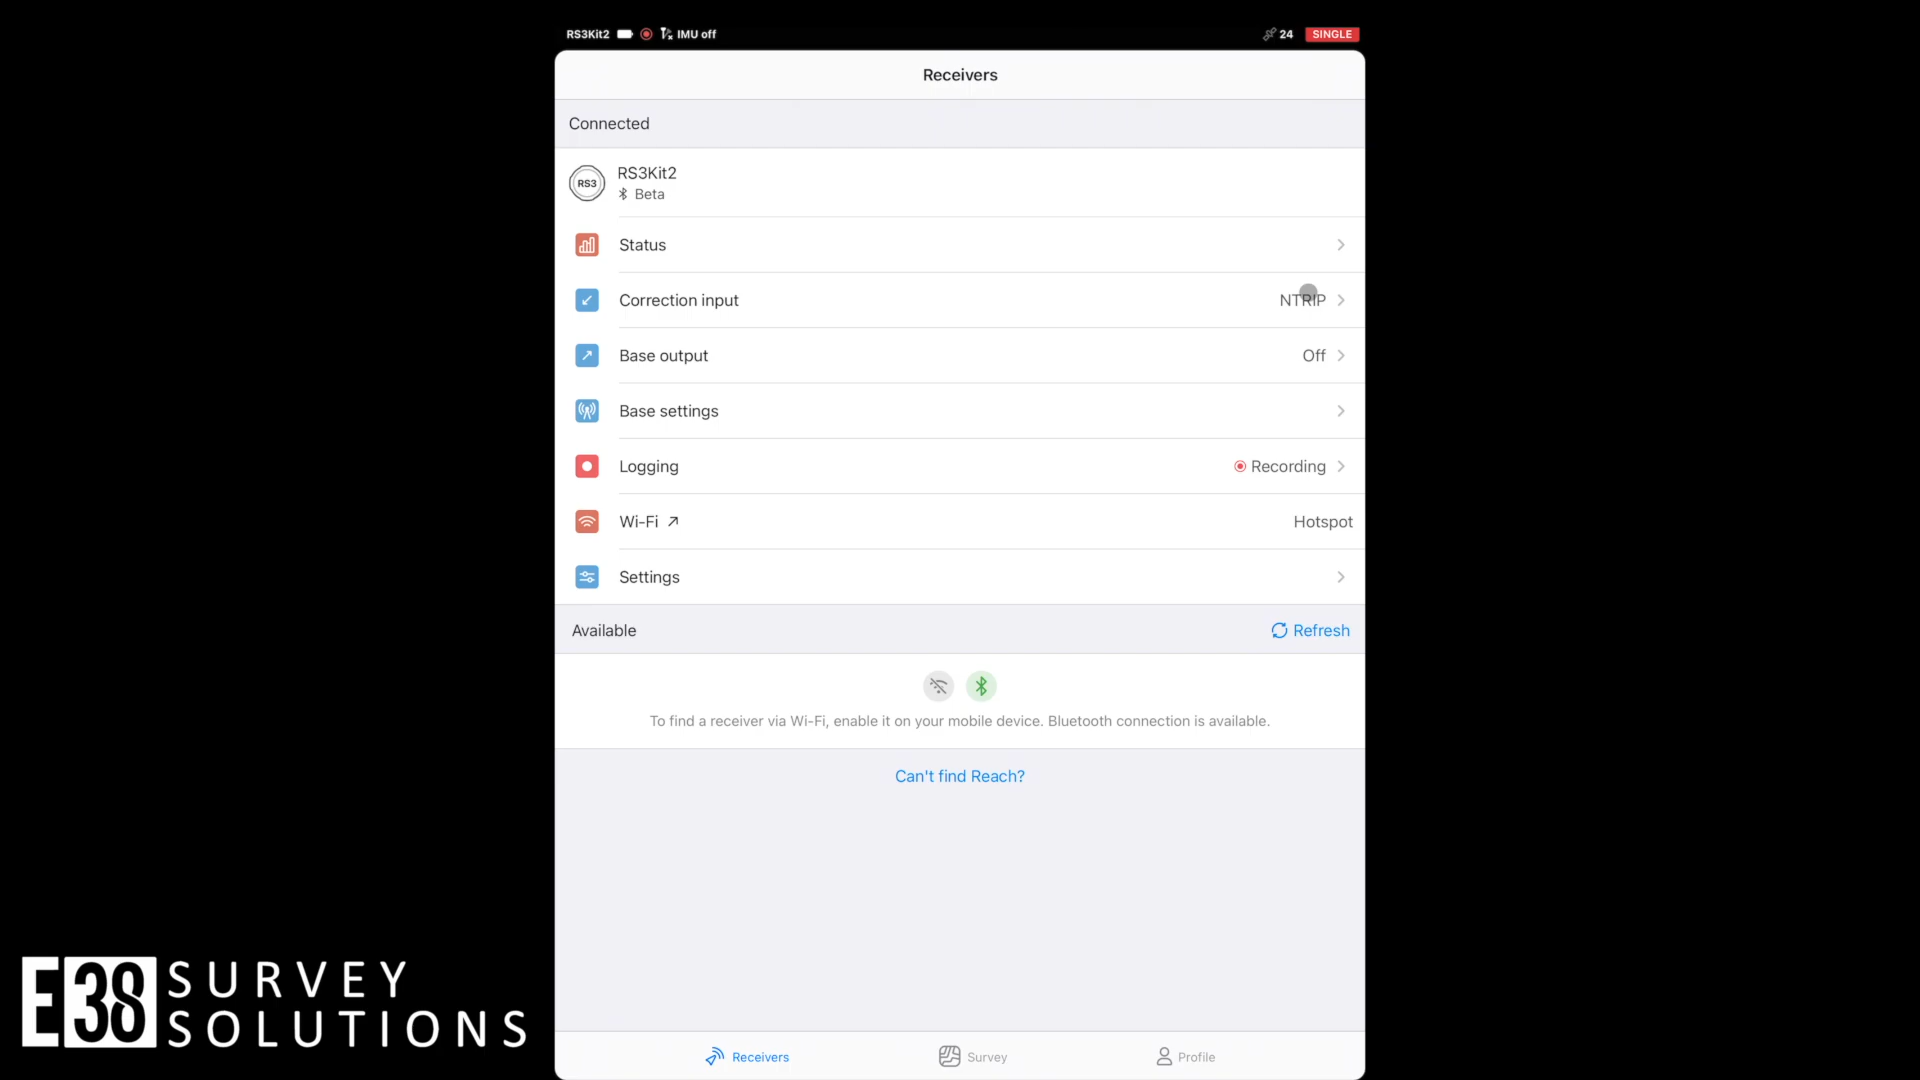 RS3Kit2 IMU off 24 SINGLE
Receivers
Connected
RS3 RS3Kit2
Beta
Status
Correction input NTRIP
Base output Off
Base settings
Logging Recording
Wi-Fi Hotspot
Settings
Available Refresh
To find a receiver via Wi-Fi, enable it on your mobile device. Bluetooth connection is available.
Can't find Reach?
E38 SURVEY
SOLUTIONS
Receivers Survey Profile